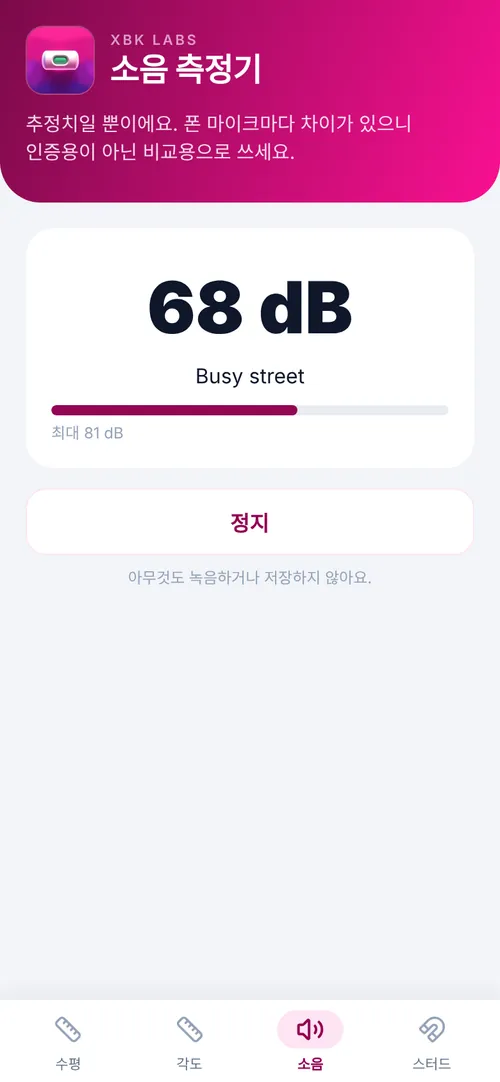 XBK LABS
소음 측정기
추정치일 뿐이에요. 폰 마이크마다 차이가 있으니
인증용이 아닌 비교용으로 쓰세요.
68 dB
Busy street
최대 81 dB
정지
아무것도 녹음하거나 저장하지 않아요.
수평
각도
소음
스터드